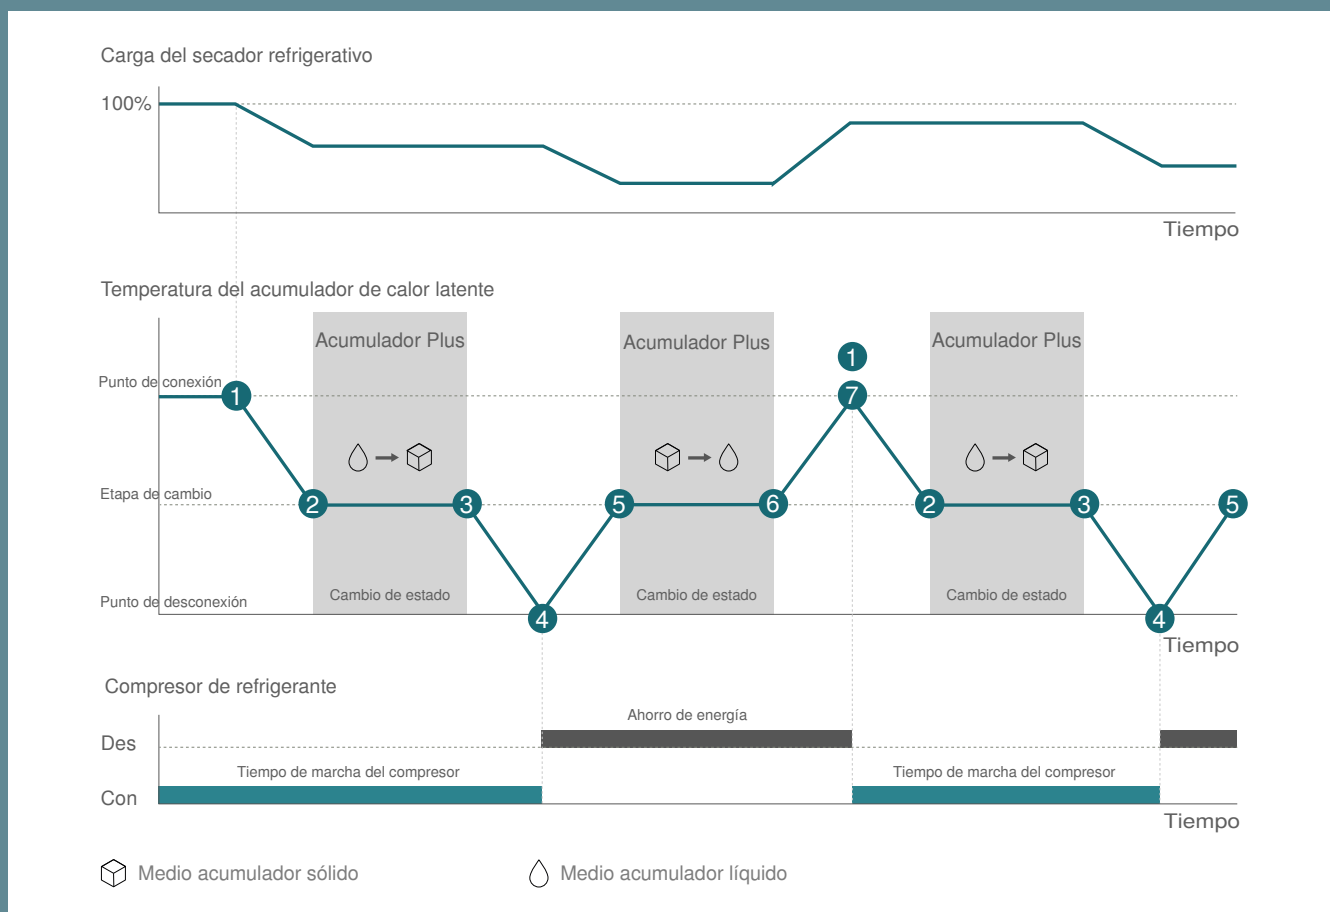 Carga del secador refrigerativo
100%
Tiempo
Temperatura del acumulador de calor latente
Acumulador Plus
Acumulador Plus
Acumulador Plus
1
Punto de conexión
1
7
Etapa de cambio
2
3
5
6
2
3
5
Cambio de estado
Cambio de estado
Cambio de estado
Punto de desconexión
4
4
Tiempo
Compresor de refrigerante
Ahorro de energía
Des
Tiempo de marcha del compresor
Tiempo de marcha del compresor
Con
Tiempo
Medio acumulador sólido
Medio acumulador líquido